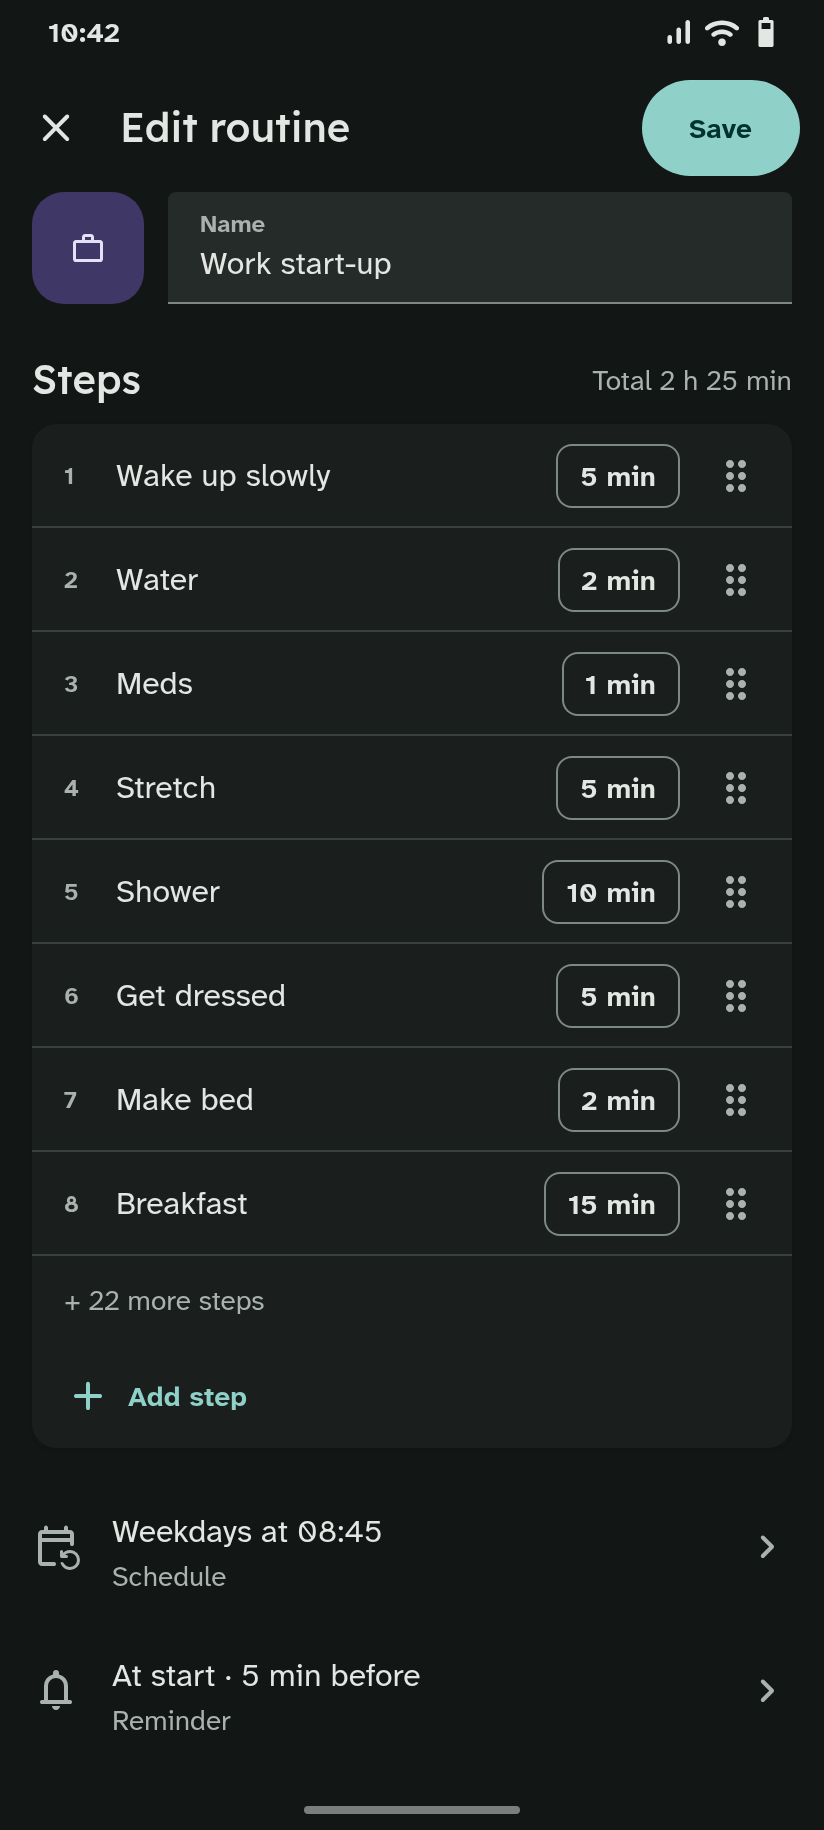 10:42
Edit routine
Save
Name
Work start-up
Steps
Total 2 h 25 min
1 Wake up slowly 5 min
2 Water 2 min
3 Meds 1 min
4 Stretch 5 min
5 Shower 10 min
6 Get dressed 5 min
7 Make bed 2 min
8 Breakfast 15 min
+ 22 more steps
Add step
Weekdays at 08:45
Schedule
At start · 5 min before
Reminder